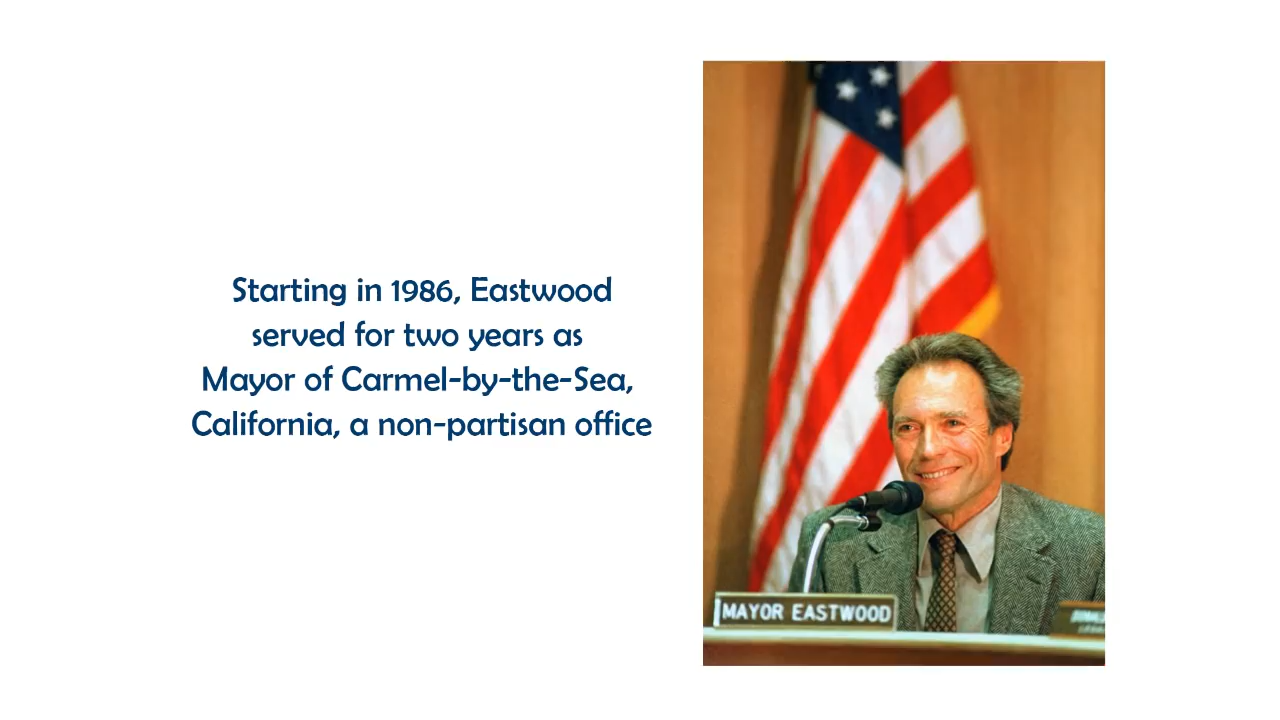 Starting in 1986, Eastwood
served for two years as
Mayor of Carmel-by-the-Sea,
California, a non-partisan office
MAYOR EASTWOOD